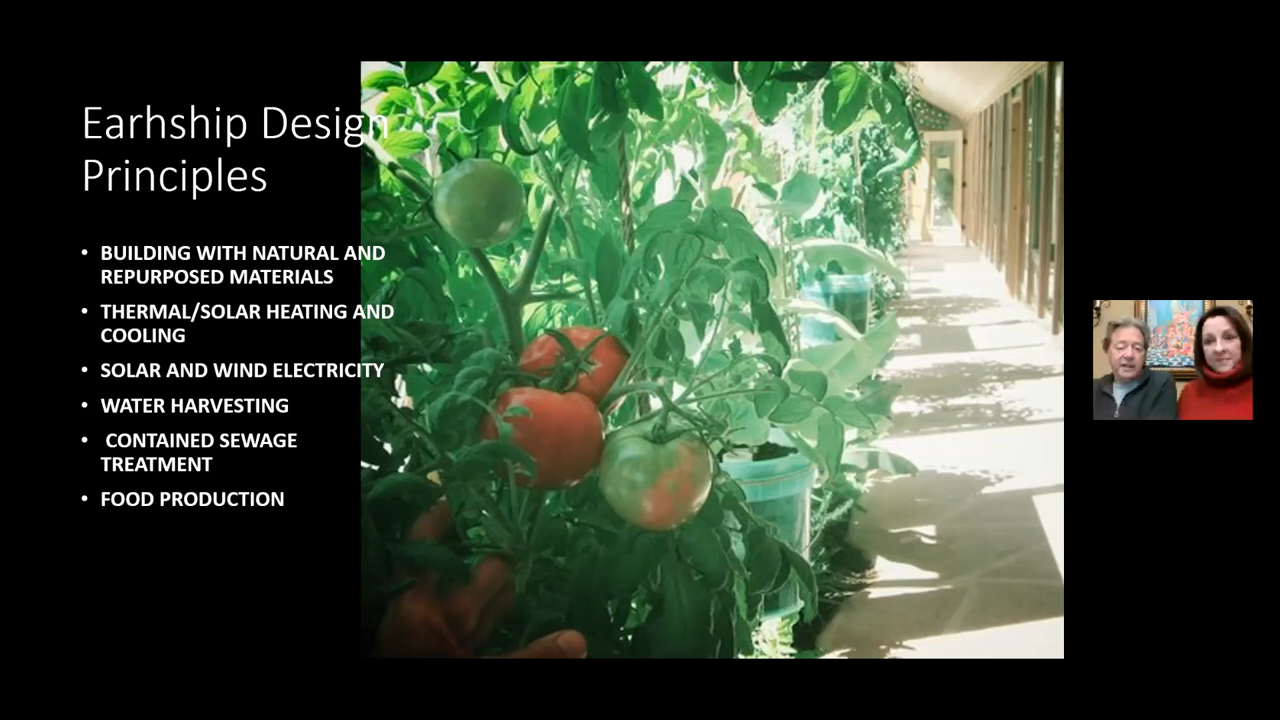 Earhship Design
Principles
• BUILDING WITH NATURAL AND
REPURPOSED MATERIALS
• THERMAL/SOLAR HEATING AND
COOLING
• SOLAR AND WIND ELECTRICITY
• WATER HARVESTING
• CONTAINED SEWAGE
TREATMENT
• FOOD PRODUCTION